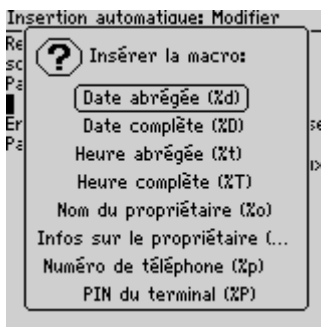 Insertion automatique: Modifier
Insérer la macro:
Date abrégée (%d)
Date complète (%D)
Heure abrégée (%t)
Heure complète (%T)
Nom du propriétaire (%o)
Infos sur le propriétaire (...
Numéro de téléphone (%p)
PIN du terminal (%P)